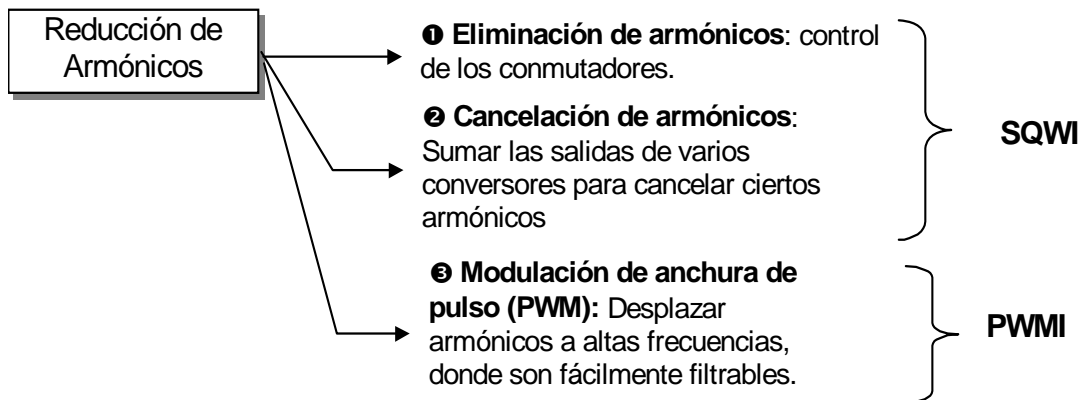 Reducción de
Armónicos
❶ Eliminación de armónicos: control
de los conmutadores.
❷ Cancelación de armónicos:
Sumar las salidas de varios
conversores para cancelar ciertos
armónicos
SQWI
❸ Modulación de anchura de
pulso (PWM): Desplazar
armónicos a altas frecuencias,
donde son fácilmente filtrables.
PWMI